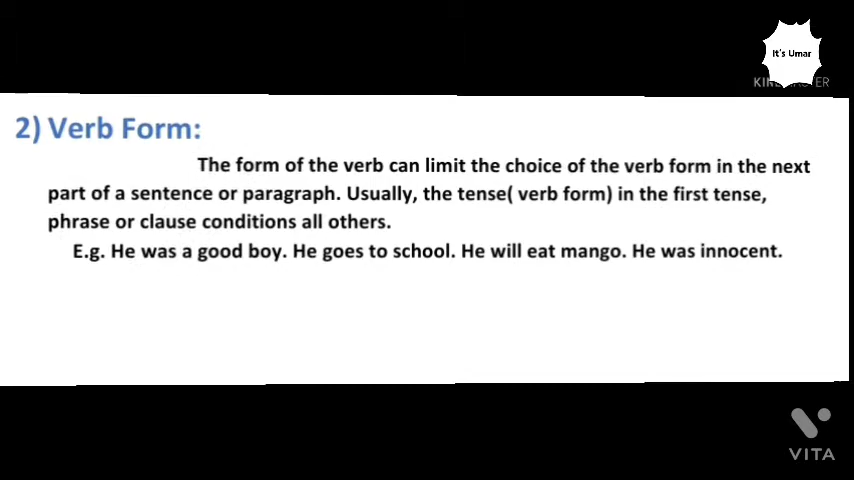 It's Umar
2) Verb Form:
The form of the verb can limit the choice of the verb form in the next
part of a sentence or paragraph. Usually, the tense( verb form) in the first tense,
phrase or clause conditions all others.
E.g. He was a good boy. He goes to school. He will eat mango. He was innocent.
VITA